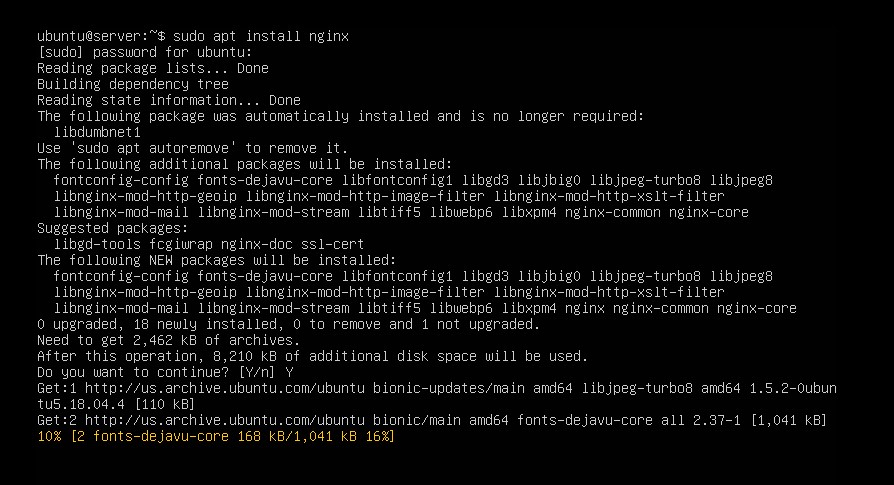 ubuntu@server:~$ sudo apt install nginx
[sudo] password for ubuntu:
Reading package lists... Done
Building dependency tree
Reading state information... Done
The following package was automatically installed and is no longer required:
  libdumbnet1
Use 'sudo apt autoremove' to remove it.
The following additional packages will be installed:
  fontconfig-config fonts-dejavu-core libfontconfig1 libgd3 libjbig0 libjpeg-turbo8 libjpeg8
  libnginx-mod-http-geoip libnginx-mod-http-image-filter libnginx-mod-http-xslt-filter
  libnginx-mod-mail libnginx-mod-stream libtiff5 libwebp6 libxpm4 nginx-common nginx-core
Suggested packages:
  libgd-tools fcgiwrap nginx-doc ssl-cert
The following NEW packages will be installed:
  fontconfig-config fonts-dejavu-core libfontconfig1 libgd3 libjbig0 libjpeg-turbo8 libjpeg8
  libnginx-mod-http-geoip libnginx-mod-http-image-filter libnginx-mod-http-xslt-filter
  libnginx-mod-mail libnginx-mod-stream libtiff5 libwebp6 libxpm4 nginx nginx-common nginx-core
0 upgraded, 18 newly installed, 0 to remove and 1 not upgraded.
Need to get 2,462 kB of archives.
After this operation, 8,210 kB of additional disk space will be used.
Do you want to continue? [Y/n] Y
Get:1 http://us.archive.ubuntu.com/ubuntu bionic-updates/main amd64 libjpeg-turbo8 amd64 1.5.2-0ubun
tu5.18.04.4 [110 kB]
Get:2 http://us.archive.ubuntu.com/ubuntu bionic/main amd64 fonts-dejavu-core all 2.37-1 [1,041 kB]
10% [2 fonts-dejavu-core 168 kB/1,041 kB 16%]